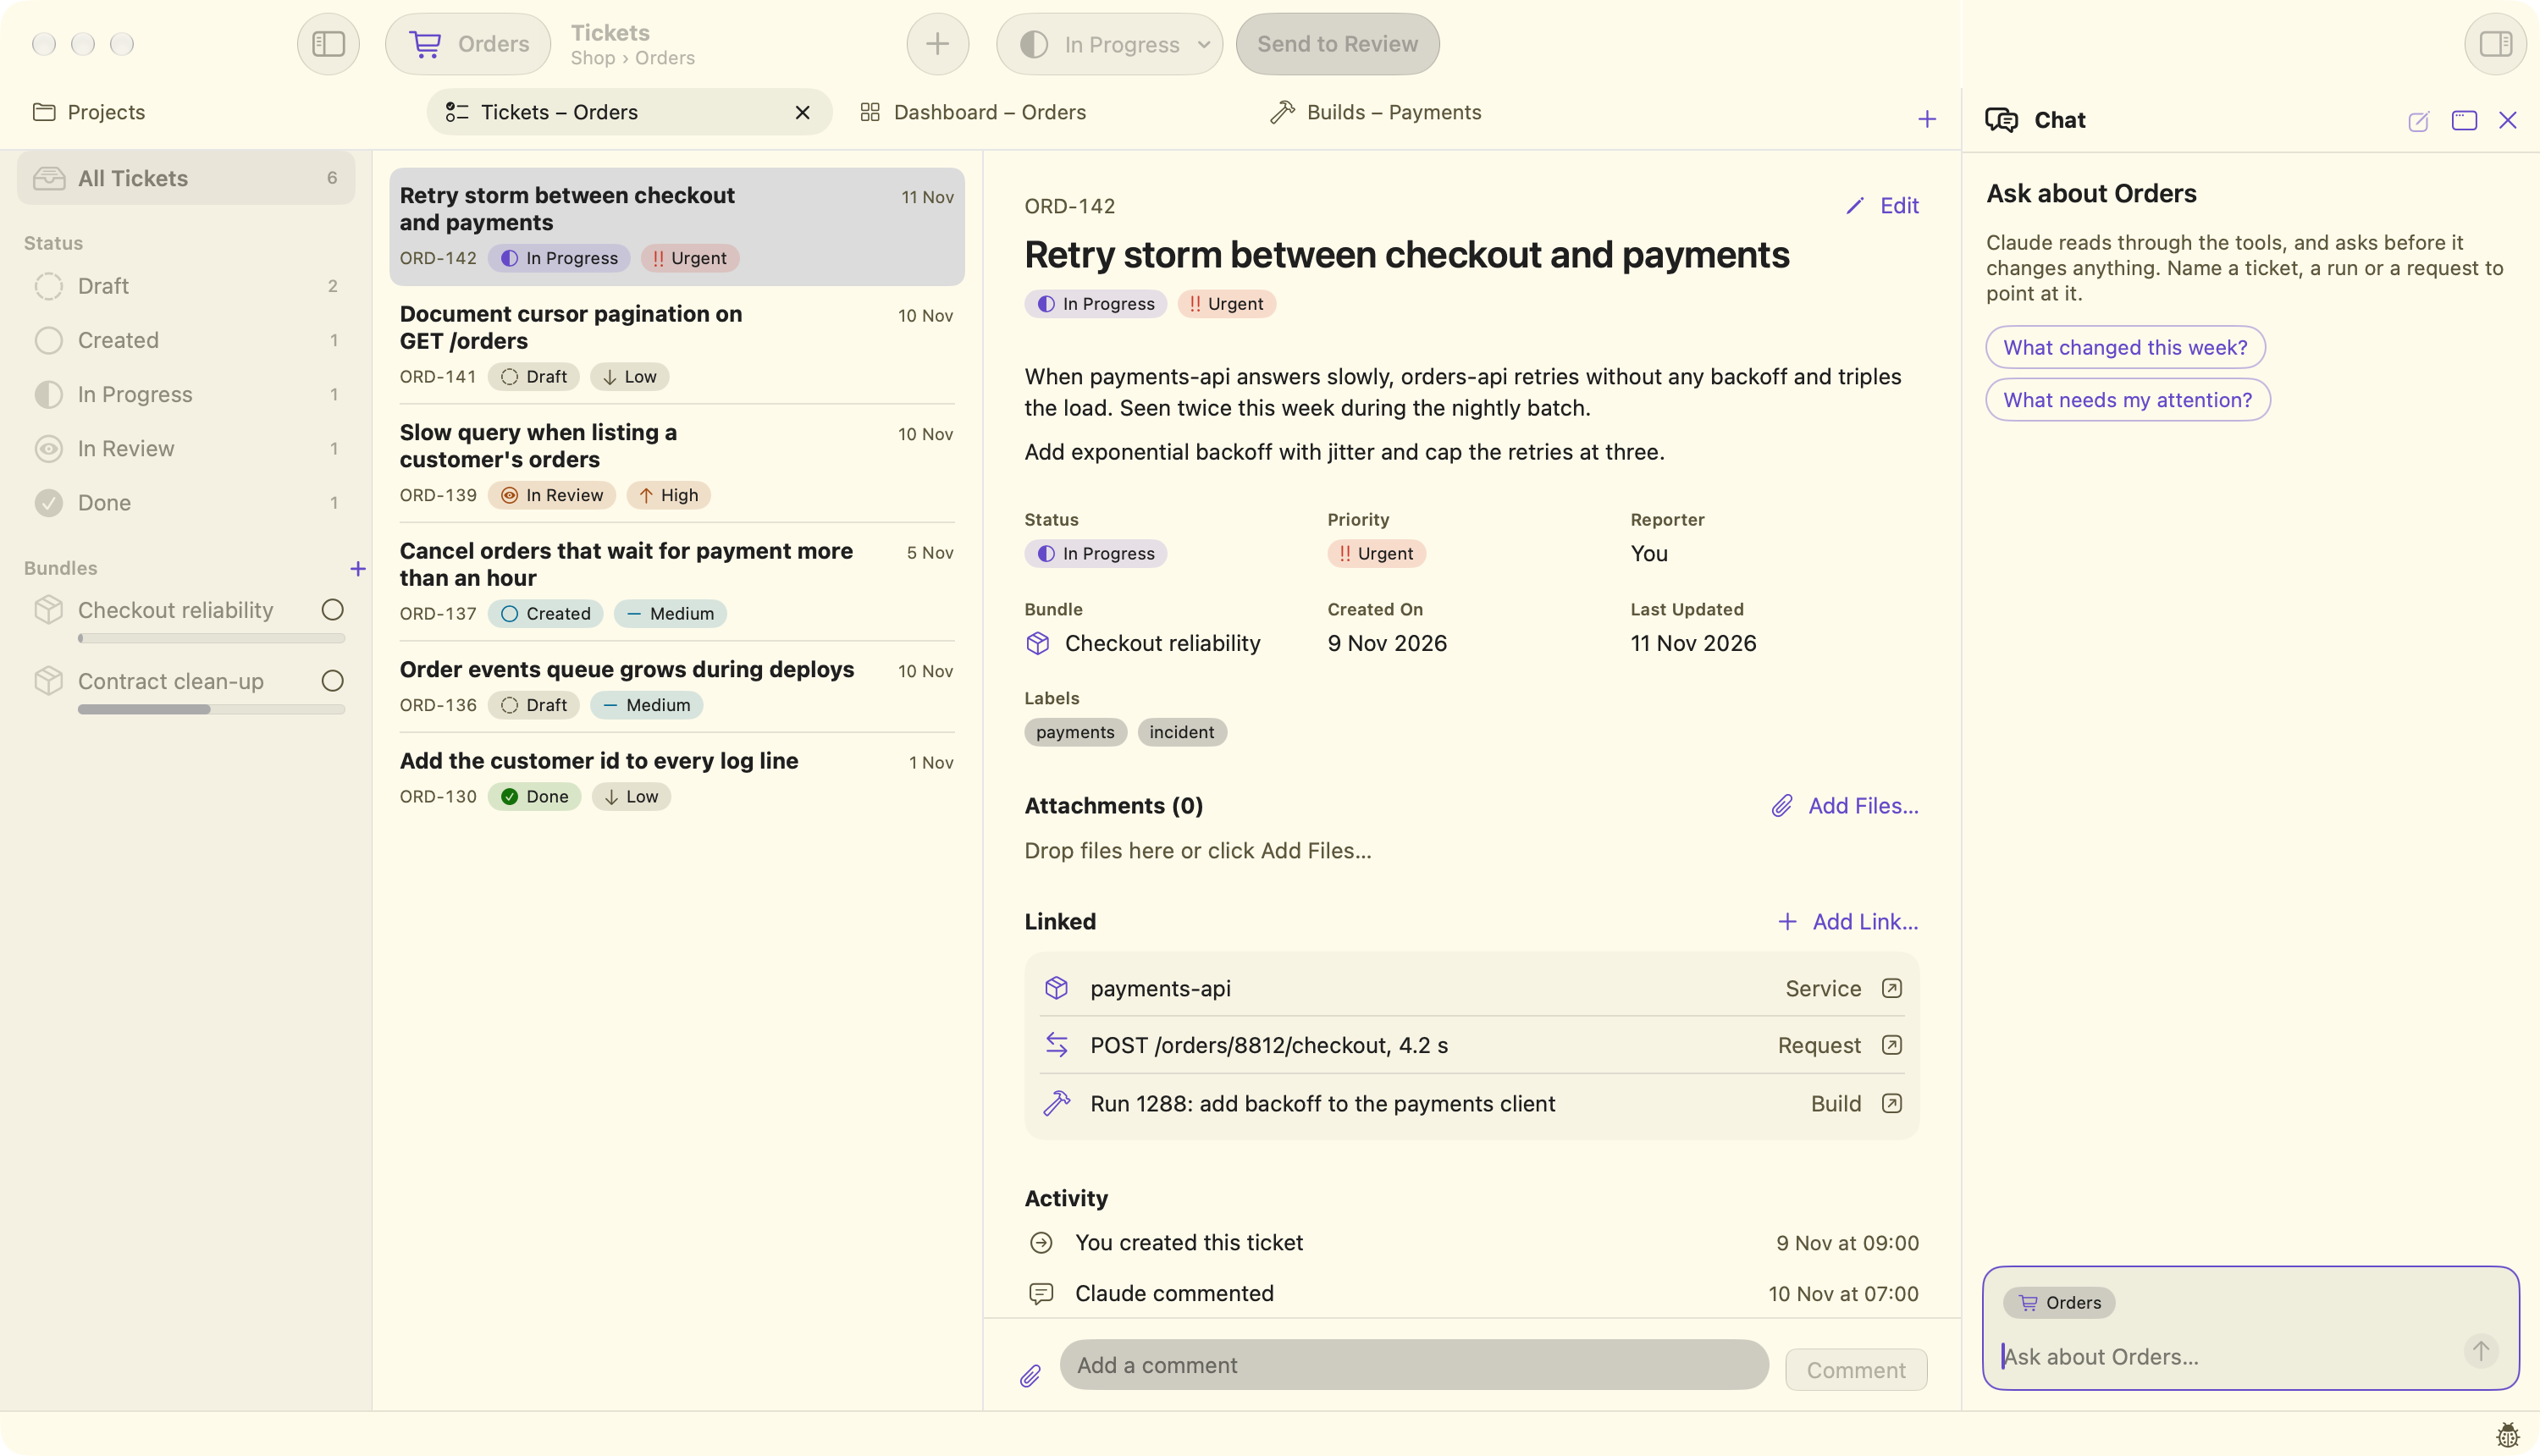 Orders
Tickets
Shop › Orders
In Progress
Send to Review
Projects
Tickets – Orders
Dashboard – Orders
Builds – Payments
All Tickets 6
Status
Draft 2
Created 1
In Progress 1
In Review 1
Done 1
Bundles
Checkout reliability
Contract clean-up
Retry storm between checkout 11 Nov
and payments
ORD-142 In Progress !! Urgent
Document cursor pagination on 10 Nov
GET /orders
ORD-141 Draft Low
Slow query when listing a 10 Nov
customer's orders
ORD-139 In Review High
Cancel orders that wait for payment more 5 Nov
than an hour
ORD-137 Created Medium
Order events queue grows during deploys 10 Nov
ORD-136 Draft Medium
Add the customer id to every log line 1 Nov
ORD-130 Done Low
ORD-142 Edit
Retry storm between checkout and payments
In Progress !! Urgent
When payments-api answers slowly, orders-api retries without any backoff and triples
the load. Seen twice this week during the nightly batch.
Add exponential backoff with jitter and cap the retries at three.
Status Priority Reporter
In Progress !! Urgent You
Bundle Created On Last Updated
Checkout reliability 9 Nov 2026 11 Nov 2026
Labels
payments incident
Attachments (0) Add Files...
Drop files here or click Add Files...
Linked Add Link...
payments-api Service
POST /orders/8812/checkout, 4.2 s Request
Run 1288: add backoff to the payments client Build
Activity
You created this ticket 9 Nov at 09:00
Claude commented 10 Nov at 07:00
Add a comment Comment
Chat
Ask about Orders
Claude reads through the tools, and asks before it
changes anything. Name a ticket, a run or a request to
point at it.
What changed this week?
What needs my attention?
Orders
Ask about Orders...